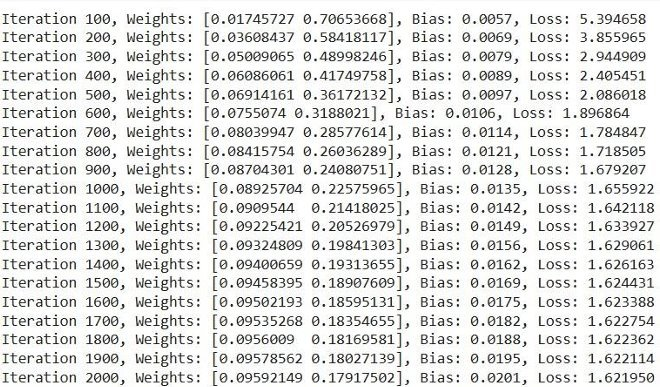 Iteration 100, Weights: [0.01745727 0.70653668], Bias: 0.0057, Loss: 5.394658
Iteration 200, Weights: [0.03608437 0.58418117], Bias: 0.0069, Loss: 3.855965
Iteration 300, Weights: [0.05009065 0.48998246], Bias: 0.0079, Loss: 2.944909
Iteration 400, Weights: [0.06086061 0.41749758], Bias: 0.0089, Loss: 2.405451
Iteration 500, Weights: [0.06914161 0.36172132], Bias: 0.0097, Loss: 2.086018
Iteration 600, Weights: [0.0755074 0.3188021], Bias: 0.0106, Loss: 1.896864
Iteration 700, Weights: [0.08039947 0.28577614], Bias: 0.0114, Loss: 1.784847
Iteration 800, Weights: [0.08415754 0.26036289], Bias: 0.0121, Loss: 1.718505
Iteration 900, Weights: [0.08704301 0.24080751], Bias: 0.0128, Loss: 1.679207
Iteration 1000, Weights: [0.08925704 0.22575965], Bias: 0.0135, Loss: 1.655922
Iteration 1100, Weights: [0.0909544  0.21418025], Bias: 0.0142, Loss: 1.642118
Iteration 1200, Weights: [0.09225421 0.20526979], Bias: 0.0149, Loss: 1.633927
Iteration 1300, Weights: [0.09324809 0.19841303], Bias: 0.0156, Loss: 1.629061
Iteration 1400, Weights: [0.09400659 0.19313655], Bias: 0.0162, Loss: 1.626163
Iteration 1500, Weights: [0.09458395 0.18907609], Bias: 0.0169, Loss: 1.624431
Iteration 1600, Weights: [0.09502193 0.18595131], Bias: 0.0175, Loss: 1.623388
Iteration 1700, Weights: [0.09535268 0.18354655], Bias: 0.0182, Loss: 1.622754
Iteration 1800, Weights: [0.0956009  0.18169581], Bias: 0.0188, Loss: 1.622362
Iteration 1900, Weights: [0.09578562 0.18027139], Bias: 0.0195, Loss: 1.622114
Iteration 2000, Weights: [0.09592149 0.17917502], Bias: 0.0201, Loss: 1.621950